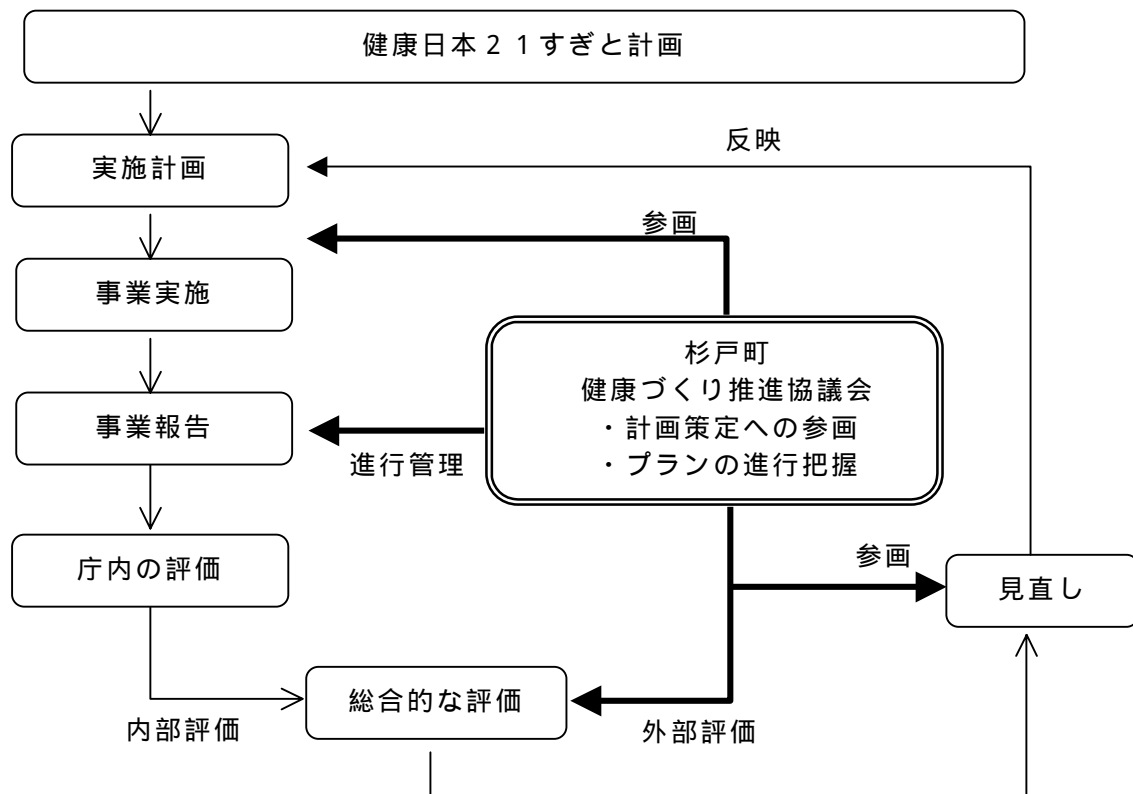 健康日本２１すぎと計画
反映
実施計画
参画
事業実施
杉戸町
健康づくり推進協議会
・計画策定への参画
・プランの進行把握
事業報告
進行管理
庁内の評価
参画
見直し
総合的な評価
内部評価
外部評価